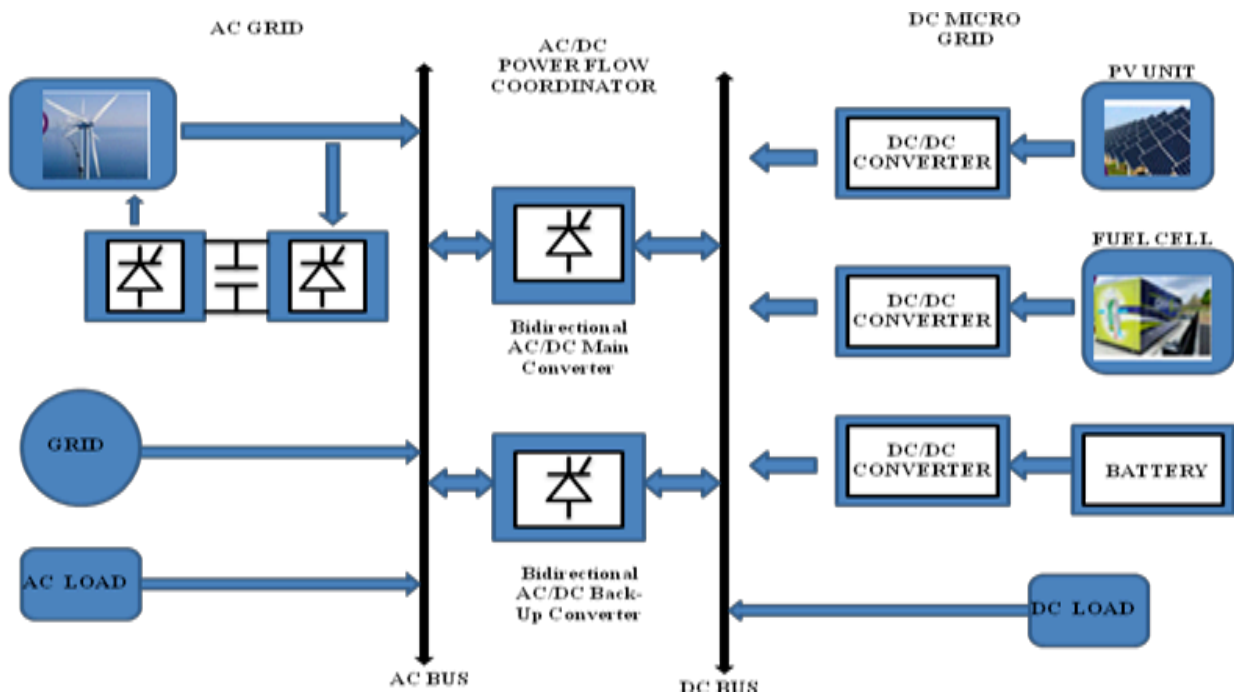 AC GRID
AC/DC
POWER FLOW
COORDINATOR
DC MICRO
GRID
PV UNIT
DC/DC
CONVERTER
FUEL CELL
DC/DC
CONVERTER
Bidirectional
AC/DC Main
Converter
GRID
DC/DC
CONVERTER
BATTERY
AC LOAD
Bidirectional
AC/DC Back-
Up Converter
DC LOAD
AC BUS
DC BUS